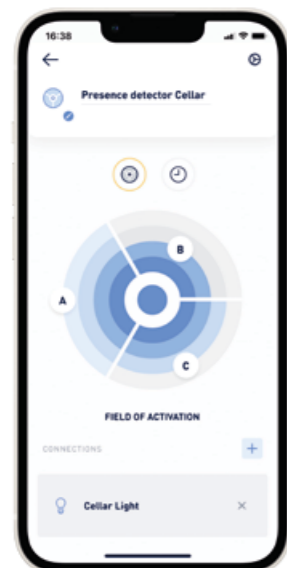 16:38
Presence detector Cellar
B
A
C
FIELD OF ACTIVATION
CONNECTIONS
+
Cellar Light